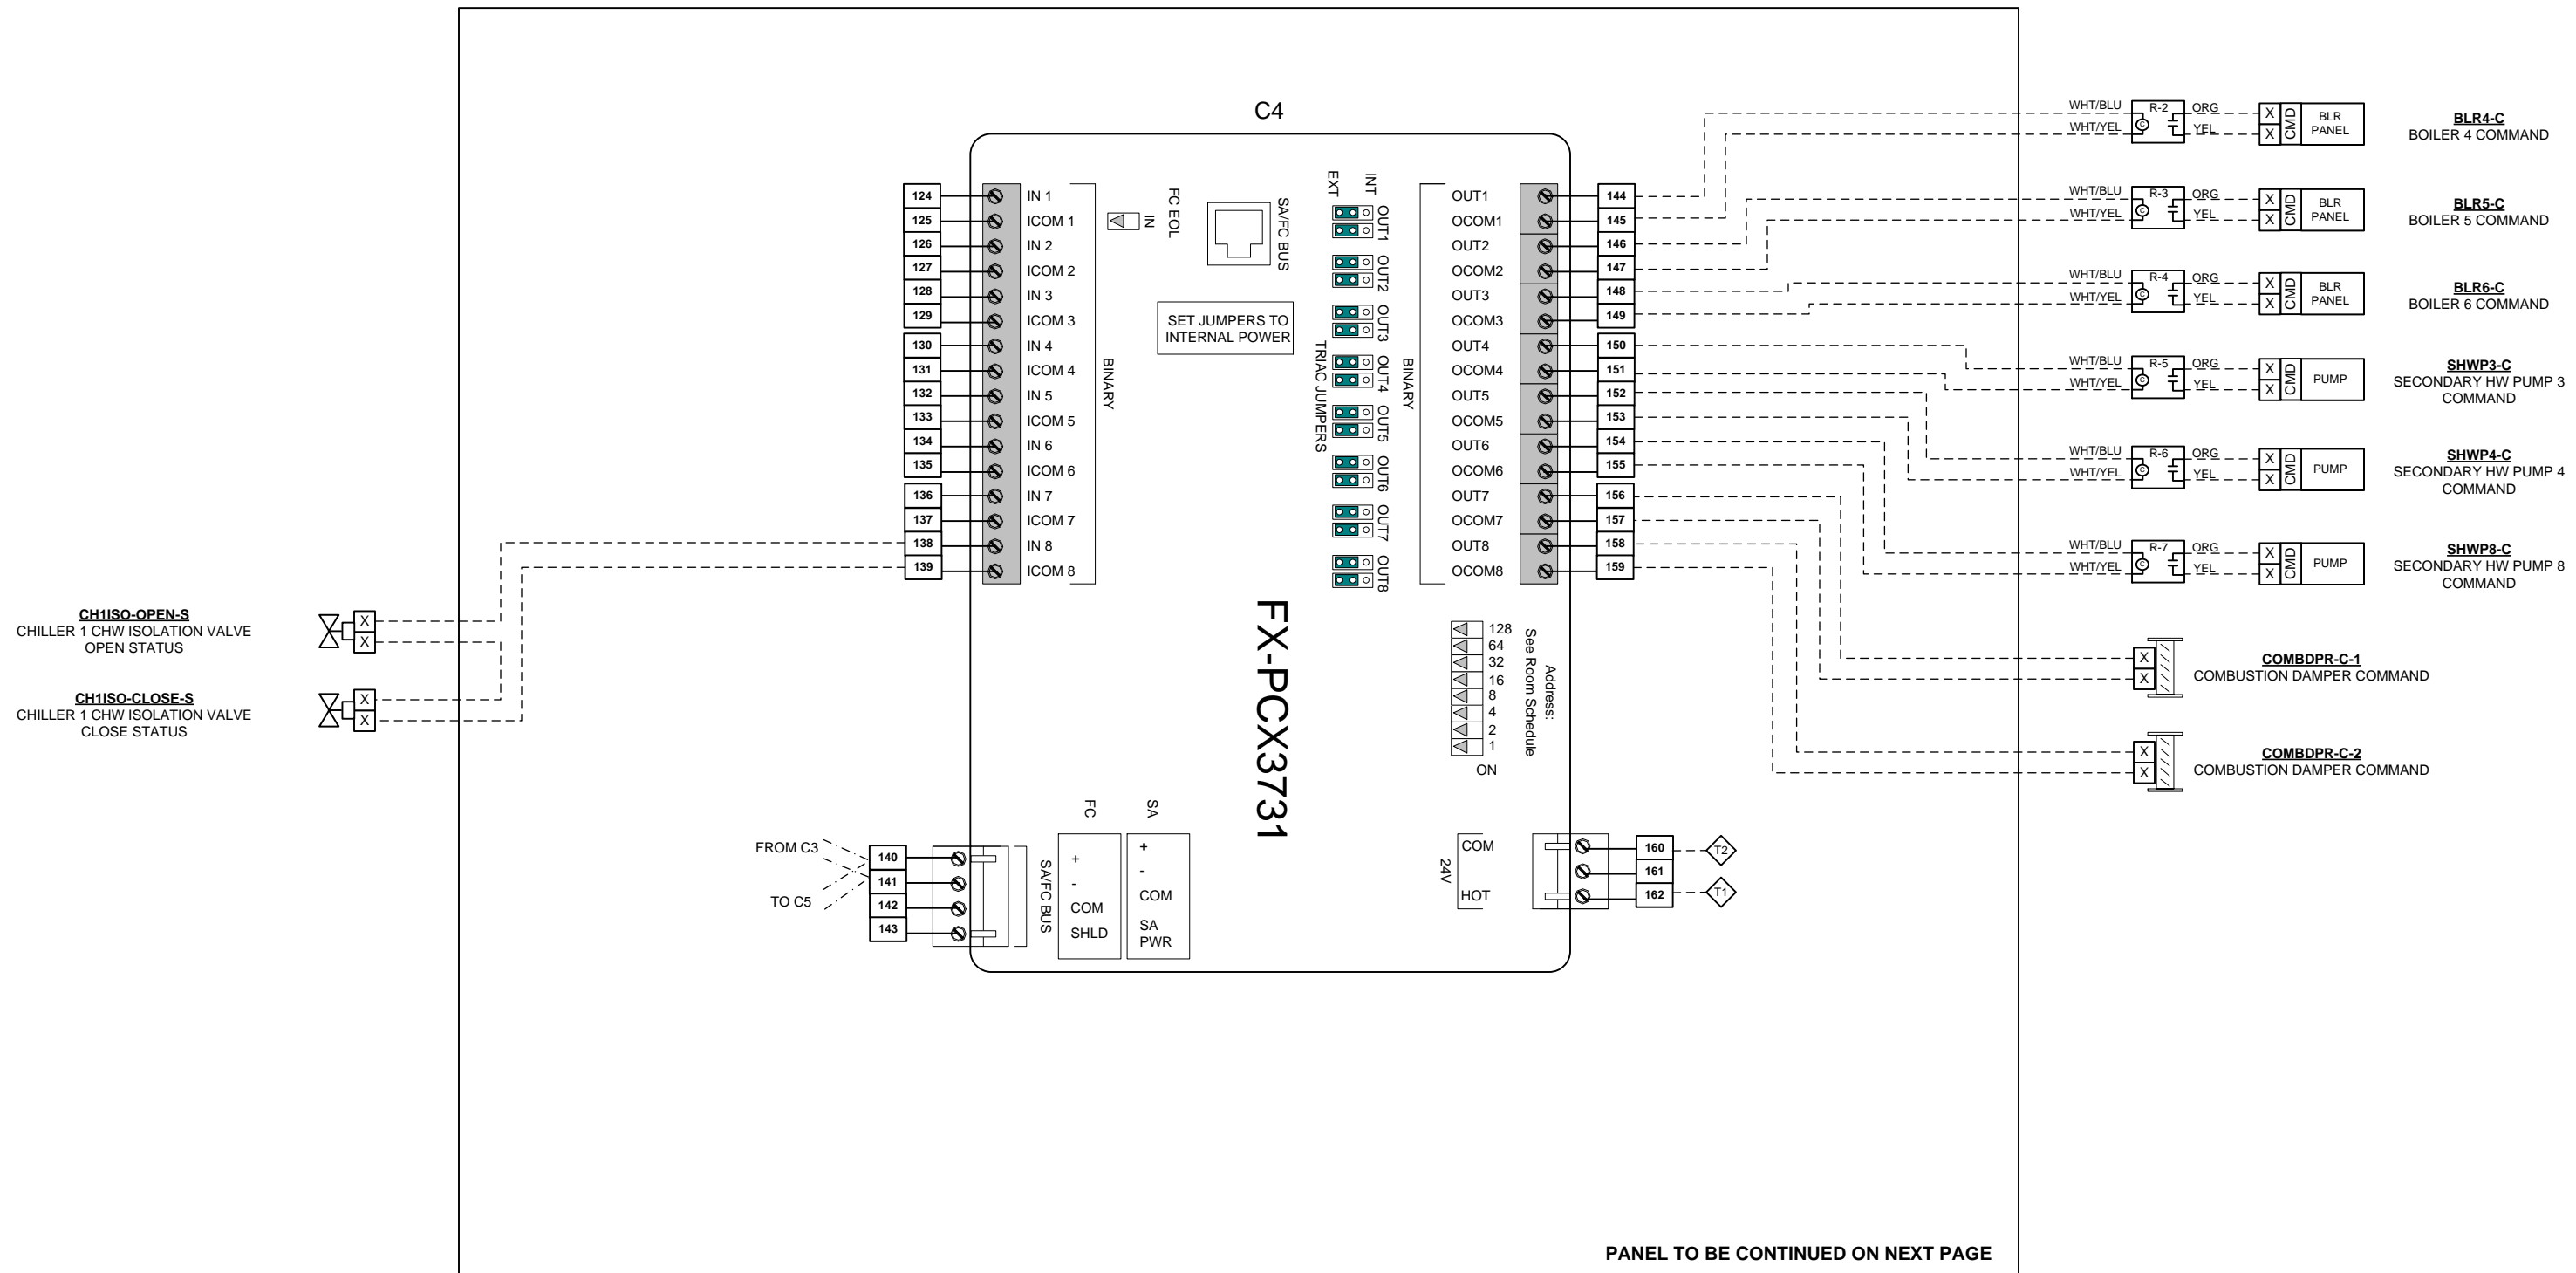 C4
124 IN 1
125 ICOM 1
126 IN 2
127 ICOM 2
128 IN 3
129 ICOM 3
130 IN 4
131 ICOM 4
132 IN 5
133 ICOM 5
134 IN 6
135 ICOM 6
136 IN 7
137 ICOM 7
138 IN 8
139 ICOM 8
BINARY
FC EOL
IN
SA/FC BUS
SET JUMPERS TO
INTERNAL POWER
EXT INT
OUT1
OUT2
OUT3
OUT4
OUT5
OUT6
OUT7
OUT8
TRIAC JUMPERS
BINARY
OUT1 144
OCOM1 145
OUT2 146
OCOM2 147
OUT3 148
OCOM3 149
OUT4 150
OCOM4 151
OUT5 152
OCOM5 153
OUT6 154
OCOM6 155
OUT7 156
OCOM7 157
OUT8 158
OCOM8 159
FX-PCX3731
128
64
32
16
8
4
2
1
ON
Address:
See Room Schedule
CH1ISO-OPEN-S
CHILLER 1 CHW ISOLATION VALVE
OPEN STATUS
X
X
CH1ISO-CLOSE-S
CHILLER 1 CHW ISOLATION VALVE
CLOSE STATUS
X
X
FROM C3
TO C5
140
141
142
143
SA/FC BUS
FC
+
-
COM
SHLD
SA
+
-
COM
SA
PWR
24V
COM
HOT
160 T2
161
162 T1
WHT/BLU R-2 ORG X
WHT/YEL C YEL X
CMD
BLR
PANEL
BLR4-C
BOILER 4 COMMAND
WHT/BLU R-3 ORG X
WHT/YEL C YEL X
CMD
BLR
PANEL
BLR5-C
BOILER 5 COMMAND
WHT/BLU R-4 ORG X
WHT/YEL C YEL X
CMD
BLR
PANEL
BLR6-C
BOILER 6 COMMAND
WHT/BLU R-5 ORG X
WHT/YEL C YEL X
CMD
PUMP
SHWP3-C
SECONDARY HW PUMP 3
COMMAND
WHT/BLU R-6 ORG X
WHT/YEL C YEL X
CMD
PUMP
SHWP4-C
SECONDARY HW PUMP 4
COMMAND
WHT/BLU R-7 ORG X
WHT/YEL C YEL X
CMD
PUMP
SHWP8-C
SECONDARY HW PUMP 8
COMMAND
X
X
COMBDPR-C-1
COMBUSTION DAMPER COMMAND
X
X
COMBDPR-C-2
COMBUSTION DAMPER COMMAND
PANEL TO BE CONTINUED ON NEXT PAGE